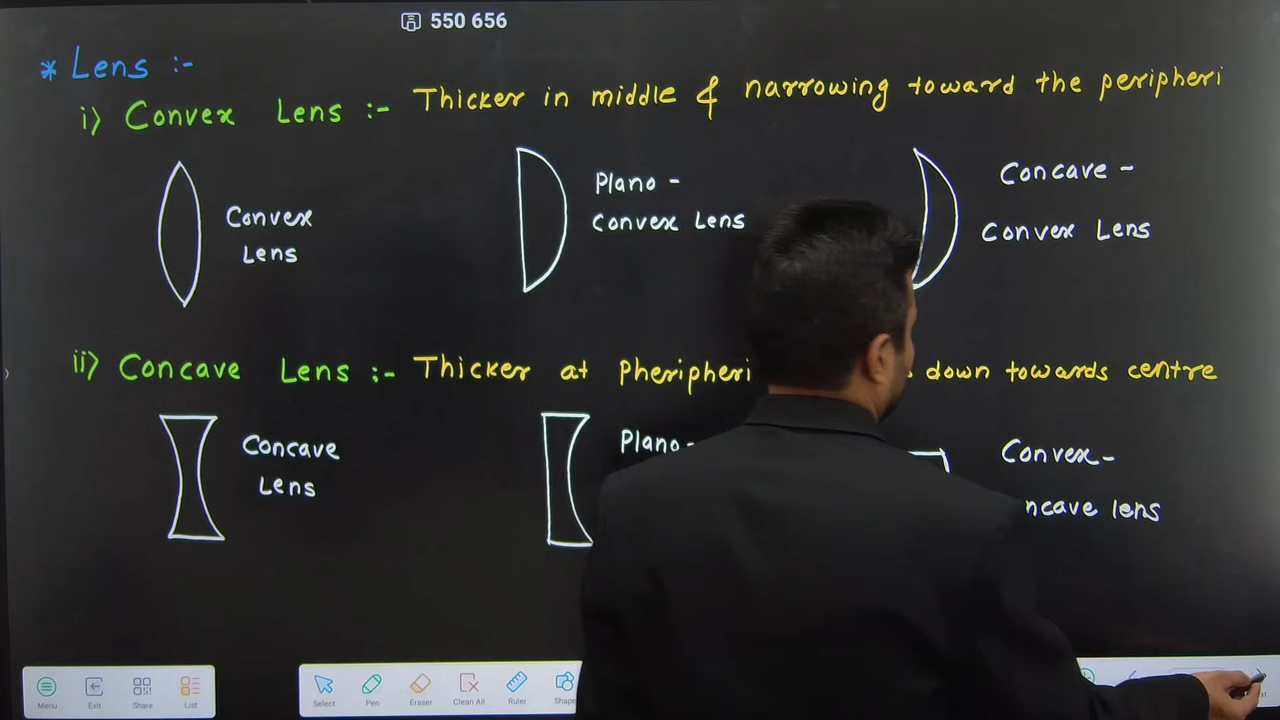 550 656
* Lens :-
i) Convex Lens :- Thicker in middle & narrowing toward the peripheri
Convex
Lens
Plano -
Convex Lens
Concave -
Convex Lens
ii) Concave Lens :- Thicker at Pheripheri down towards centre
Concave
Lens
Plano-
Convex-
ncave lens
Menu Exit Share List Select Pen Eraser Clean All Ruler Shape